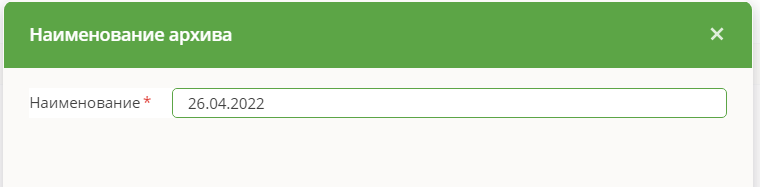 Наименование архива
Наименование * 26.04.2022